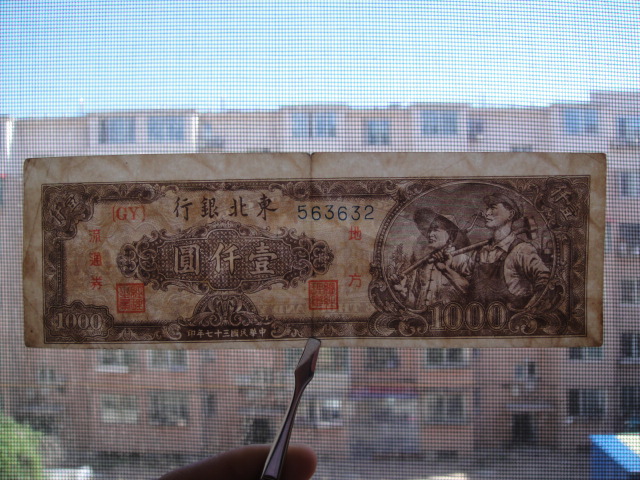 東北銀行
[GY]
563632
地方
流通券
壹仟圓
1000
1000
中華民國三十七年印